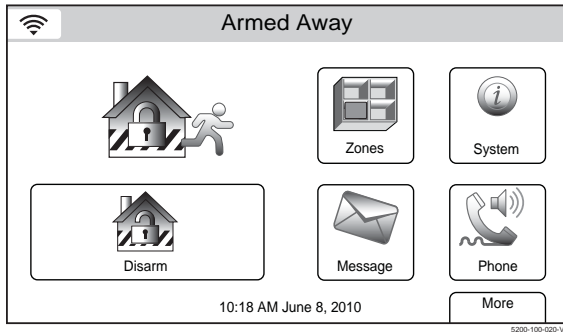 Armed Away
Zones
System
Disarm
Message
Phone
10:18 AM June 8, 2010
More
5200-100-020-V